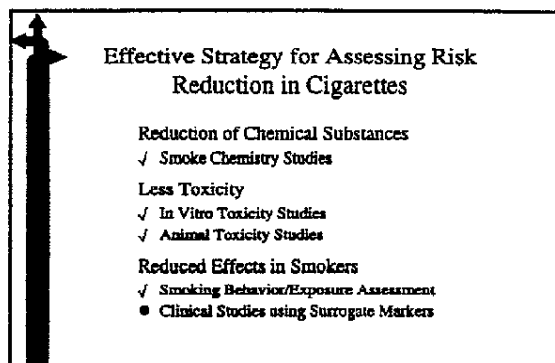 Effective Strategy for Assessing Risk
Reduction in Cigarettes
Reduction of Chemical Substances
√ Smoke Chemistry Studies
Less Toxicity
√ In Vitro Toxicity Studies
√ Animal Toxicity Studies
Reduced Effects in Smokers
√ Smoking Behavior/Exposure Assessment
● Clinical Studies using Surrogate Markers